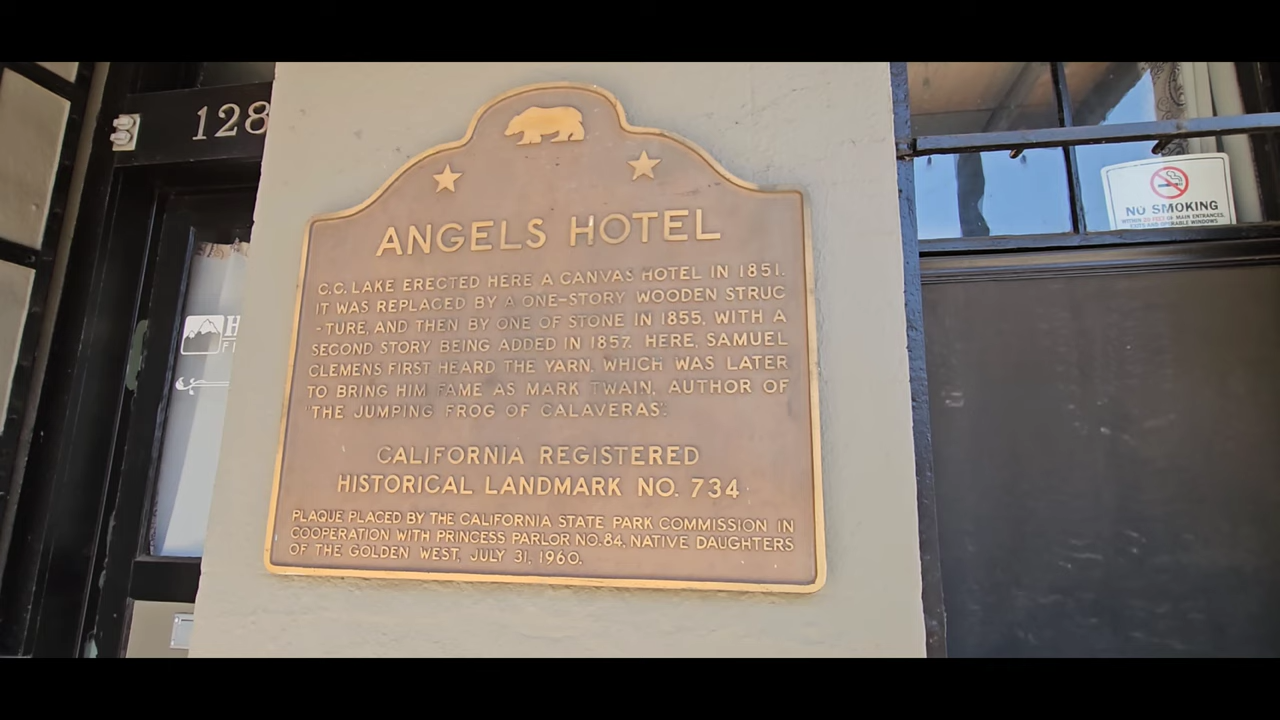 128
ANGELS HOTEL
C.C. LAKE ERECTED HERE A CANVAS HOTEL IN 1851.
IT WAS REPLACED BY A ONE-STORY WOODEN STRUC
-TURE, AND THEN BY ONE OF STONE IN 1855, WITH A
SECOND STORY BEING ADDED IN 1857. HERE, SAMUEL
CLEMENS FIRST HEARD THE YARN, WHICH WAS LATER
TO BRING HIM FAME AS MARK TWAIN, AUTHOR OF
"THE JUMPING FROG OF CALAVERAS".
CALIFORNIA REGISTERED
HISTORICAL LANDMARK NO. 734
PLAQUE PLACED BY THE CALIFORNIA STATE PARK COMMISSION IN
COOPERATION WITH PRINCESS PARLOR NO. 84, NATIVE DAUGHTERS
OF THE GOLDEN WEST, JULY 31, 1960.
NO SMOKING
WITHIN 20 FEET OF MAIN ENTRANCES,
EXITS AND OPERABLE WINDOWS